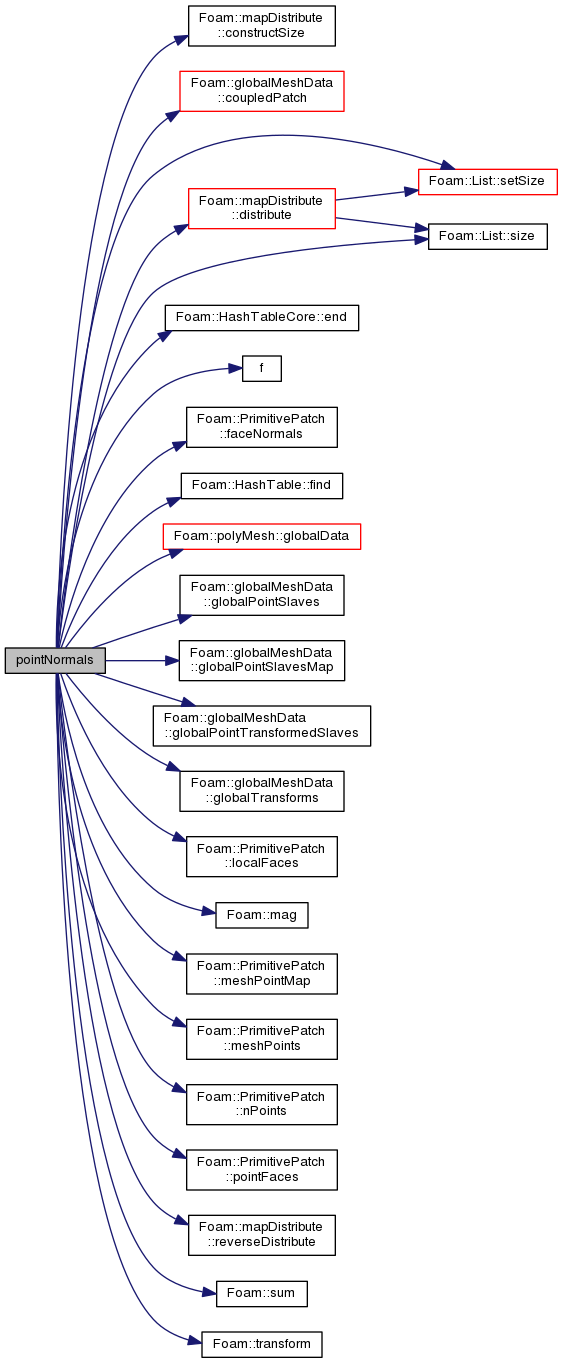 Foam::mapDistribute
::constructSize
Foam::globalMeshData
::coupledPatch
Foam::List::setSize
Foam::mapDistribute
::distribute
Foam::List::size
Foam::HashTableCore::end
f
Foam::PrimitivePatch
::faceNormals
Foam::HashTable::find
Foam::polyMesh::globalData
Foam::globalMeshData
::globalPointSlaves
pointNormals
Foam::globalMeshData
::globalPointSlavesMap
Foam::globalMeshData
::globalPointTransformedSlaves
Foam::globalMeshData
::globalTransforms
Foam::PrimitivePatch
::localFaces
Foam::mag
Foam::PrimitivePatch
::meshPointMap
Foam::PrimitivePatch
::meshPoints
Foam::PrimitivePatch
::nPoints
Foam::PrimitivePatch
::pointFaces
Foam::mapDistribute
::reverseDistribute
Foam::sum
Foam::transform